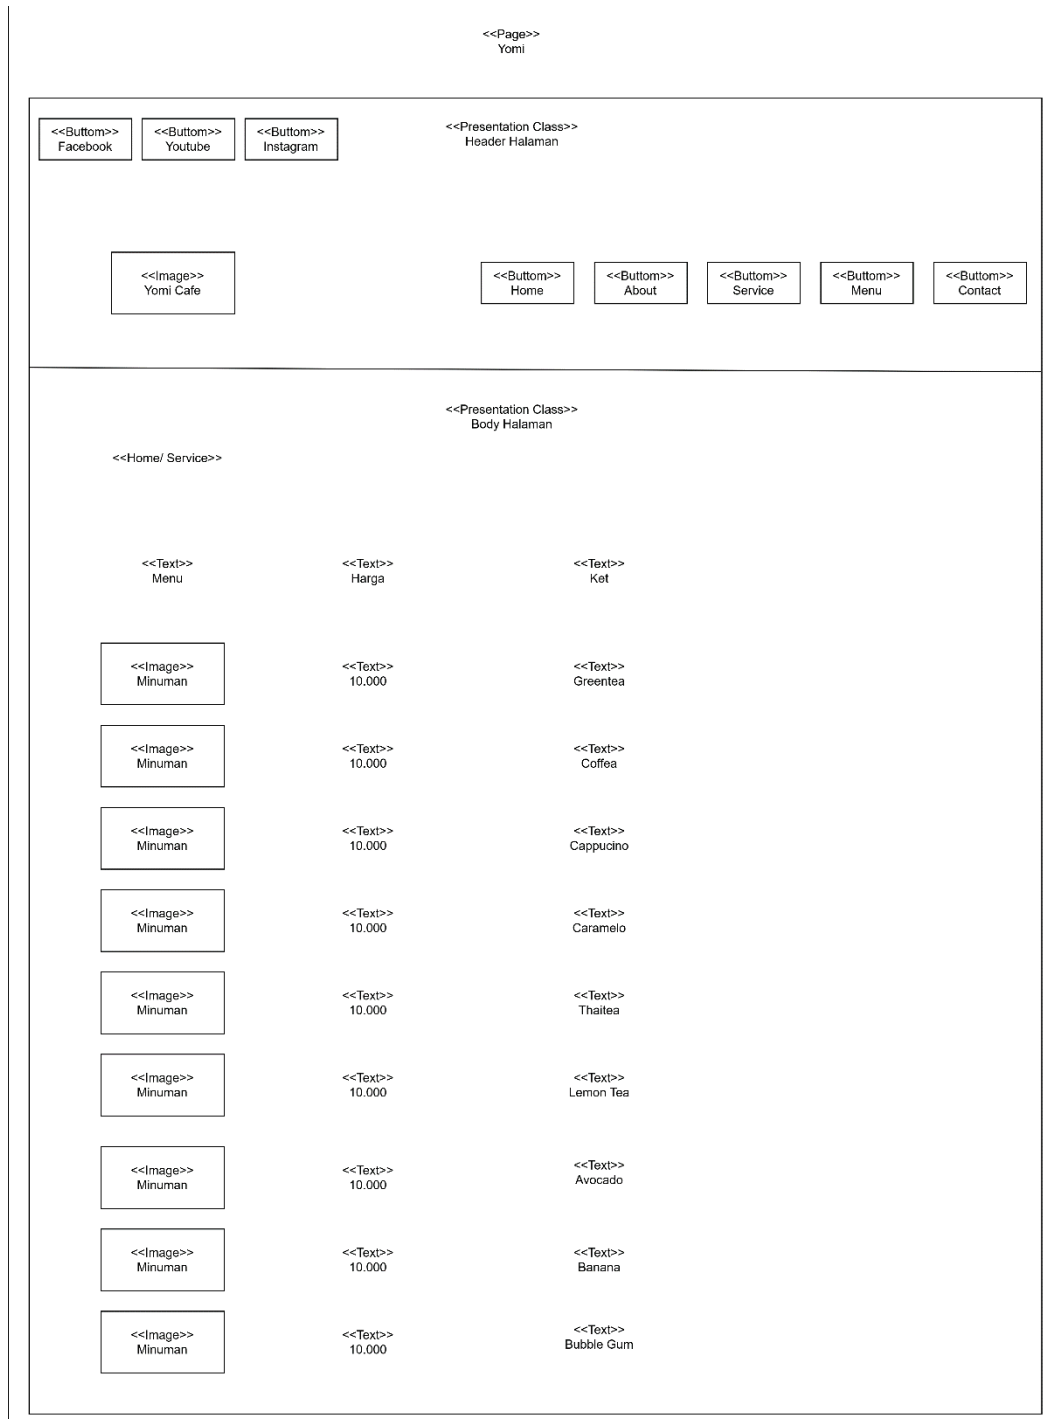 <<Page>>
Yomi
<<Buttom>>
Facebook
<<Buttom>>
Youtube
<<Buttom>>
Instagram
<<Presentation Class>>
Header Halaman
<<Image>>
Yomi Cafe
<<Buttom>>
Home
<<Buttom>>
About
<<Buttom>>
Service
<<Buttom>>
Menu
<<Buttom>>
Contact
<<Presentation Class>>
Body Halaman
<<Home/ Service>>
<<Text>>
Menu
<<Text>>
Harga
<<Text>>
Ket
<<Image>>
Minuman
<<Text>>
10.000
<<Text>>
Greentea
<<Image>>
Minuman
<<Text>>
10.000
<<Text>>
Coffea
<<Image>>
Minuman
<<Text>>
10.000
<<Text>>
Cappucino
<<Image>>
Minuman
<<Text>>
10.000
<<Text>>
Caramelo
<<Image>>
Minuman
<<Text>>
10.000
<<Text>>
Thaitea
<<Image>>
Minuman
<<Text>>
10.000
<<Text>>
Lemon Tea
<<Image>>
Minuman
<<Text>>
10.000
<<Text>>
Avocado
<<Image>>
Minuman
<<Text>>
10.000
<<Text>>
Banana
<<Image>>
Minuman
<<Text>>
10.000
<<Text>>
Bubble Gum